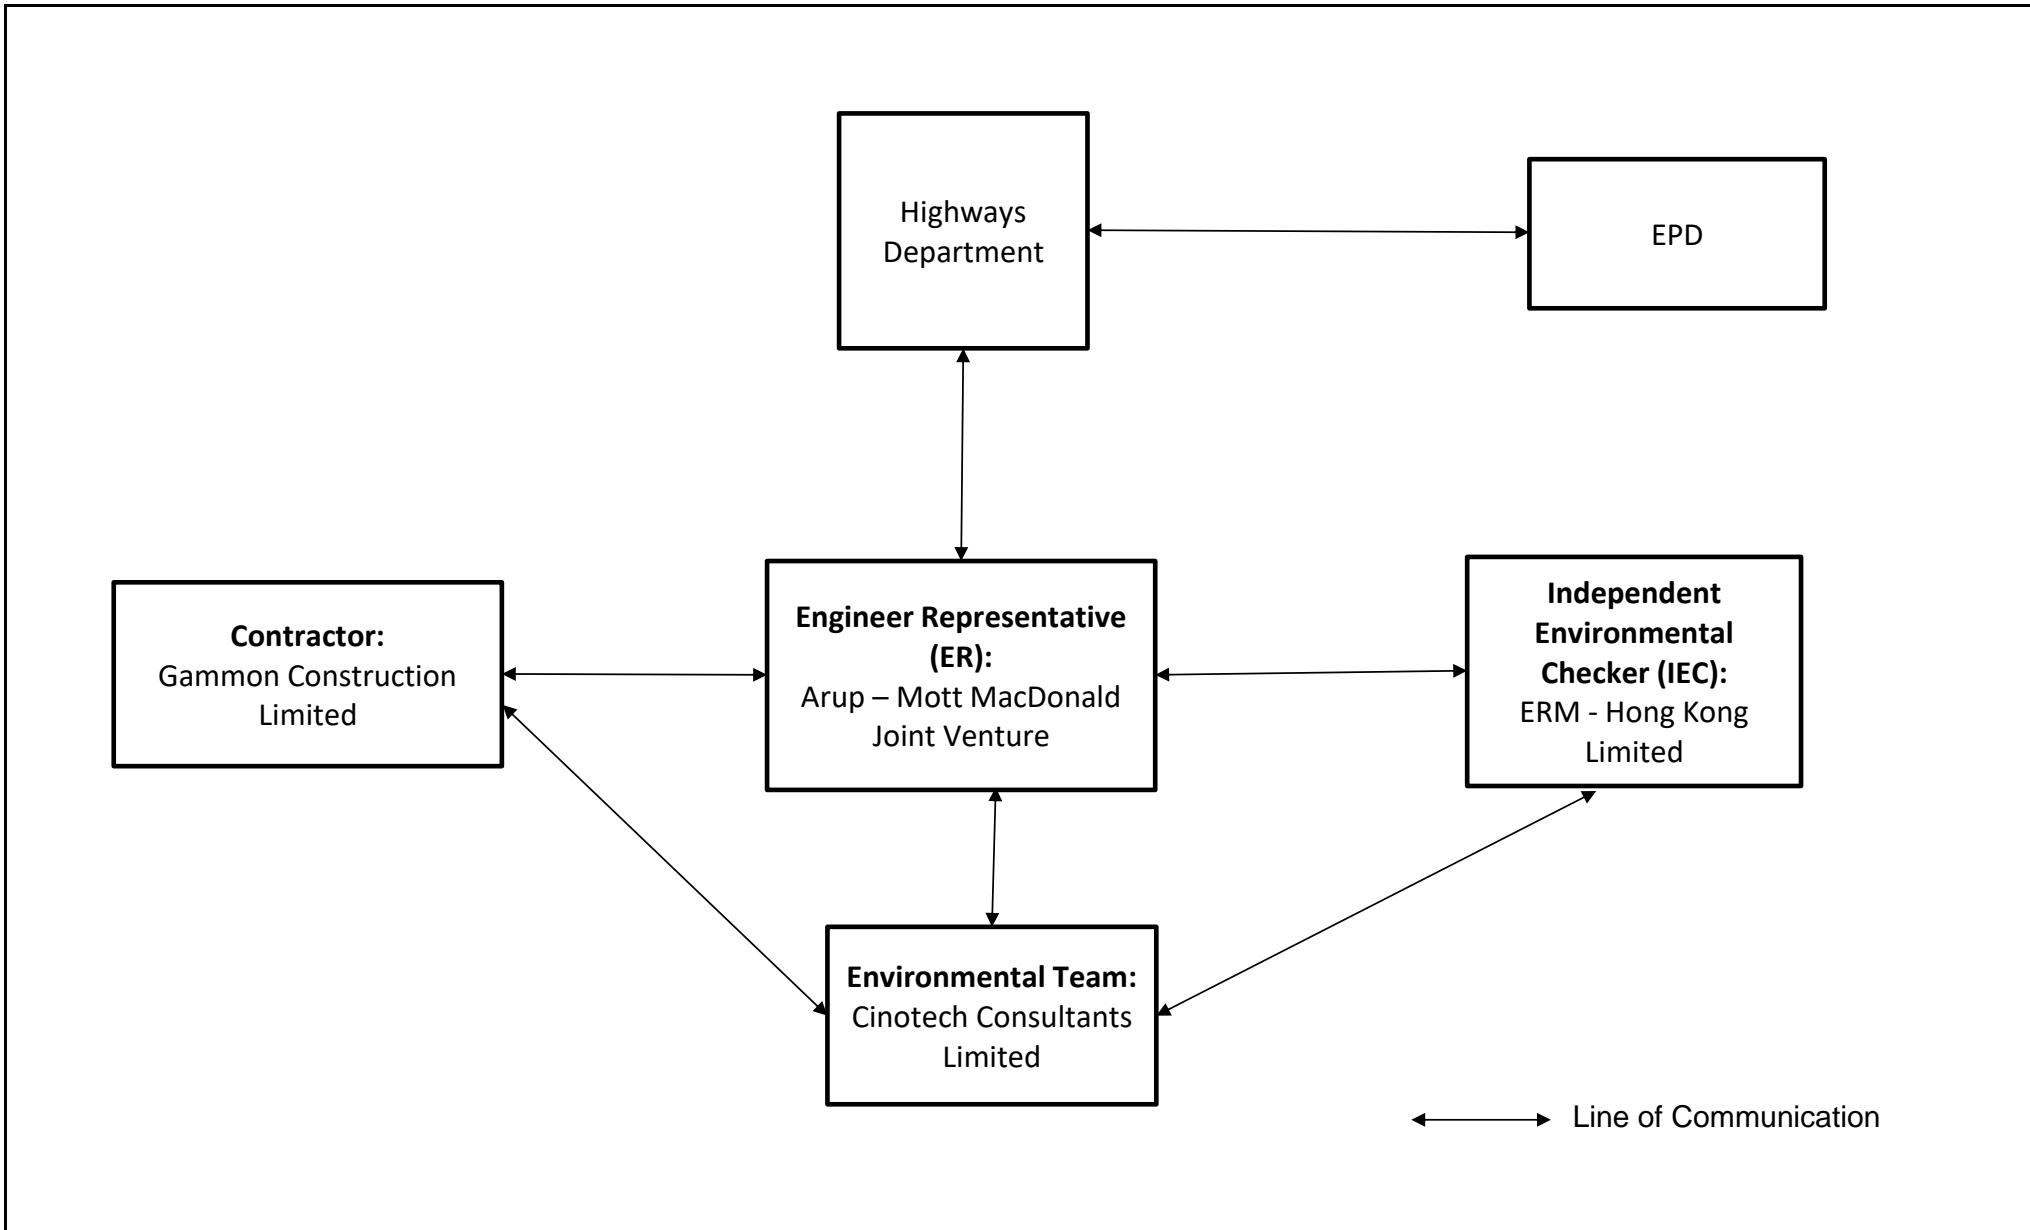 Highways
Department
EPD
Contractor:
Gammon Construction
Limited
Engineer Representative
(ER):
Arup – Mott MacDonald
Joint Venture
Independent
Environmental
Checker (IEC):
ERM - Hong Kong
Limited
Environmental Team:
Cinotech Consultants
Limited
Line of Communication